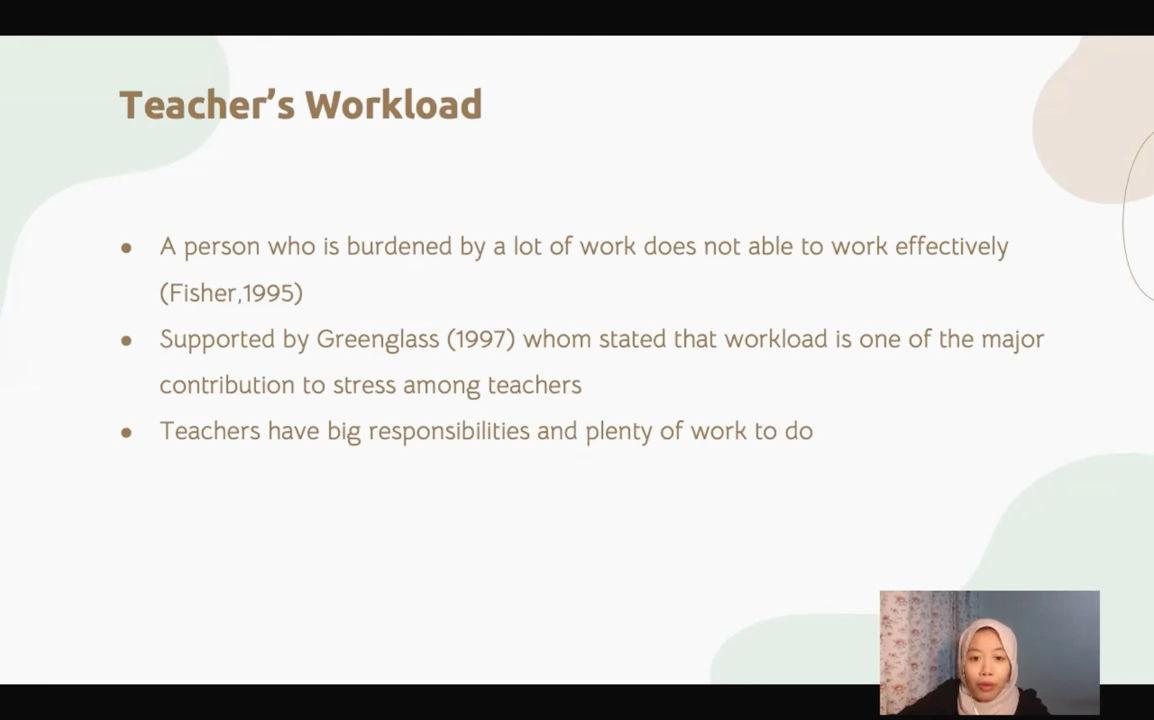 Teacher's Workload
● A person who is burdened by a lot of work does not able to work effectively
(Fisher,1995)
● Supported by Greenglass (1997) whom stated that workload is one of the major
contribution to stress among teachers
● Teachers have big responsibilities and plenty of work to do